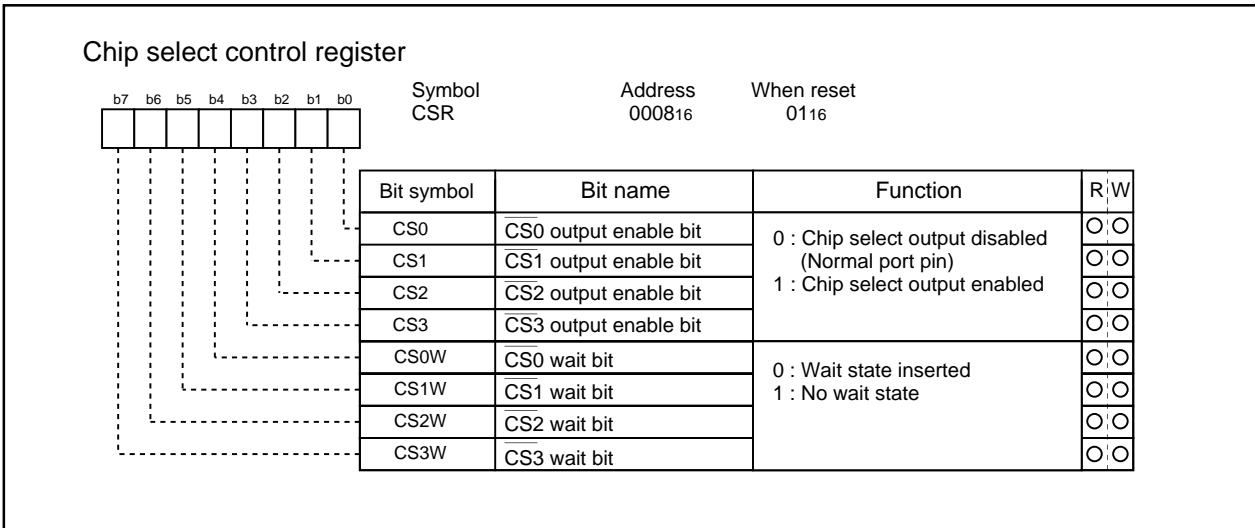 Chip select control register
Symbol Address When reset
b7 b6 b5 b4 b3 b2 b1 b0
CSR 000816 0116
Bit symbol Bit name Function R W
CS0 CS0 output enable bit
0 : Chip select output disabled
(Normal port pin)
1 : Chip select output enabled
CS1 CS1 output enable bit
CS2 CS2 output enable bit
CS3 CS3 output enable bit
CS0W CS0 wait bit
0 : Wait state inserted
1 : No wait state
CS1W CS1 wait bit
CS2W CS2 wait bit
CS3W CS3 wait bit